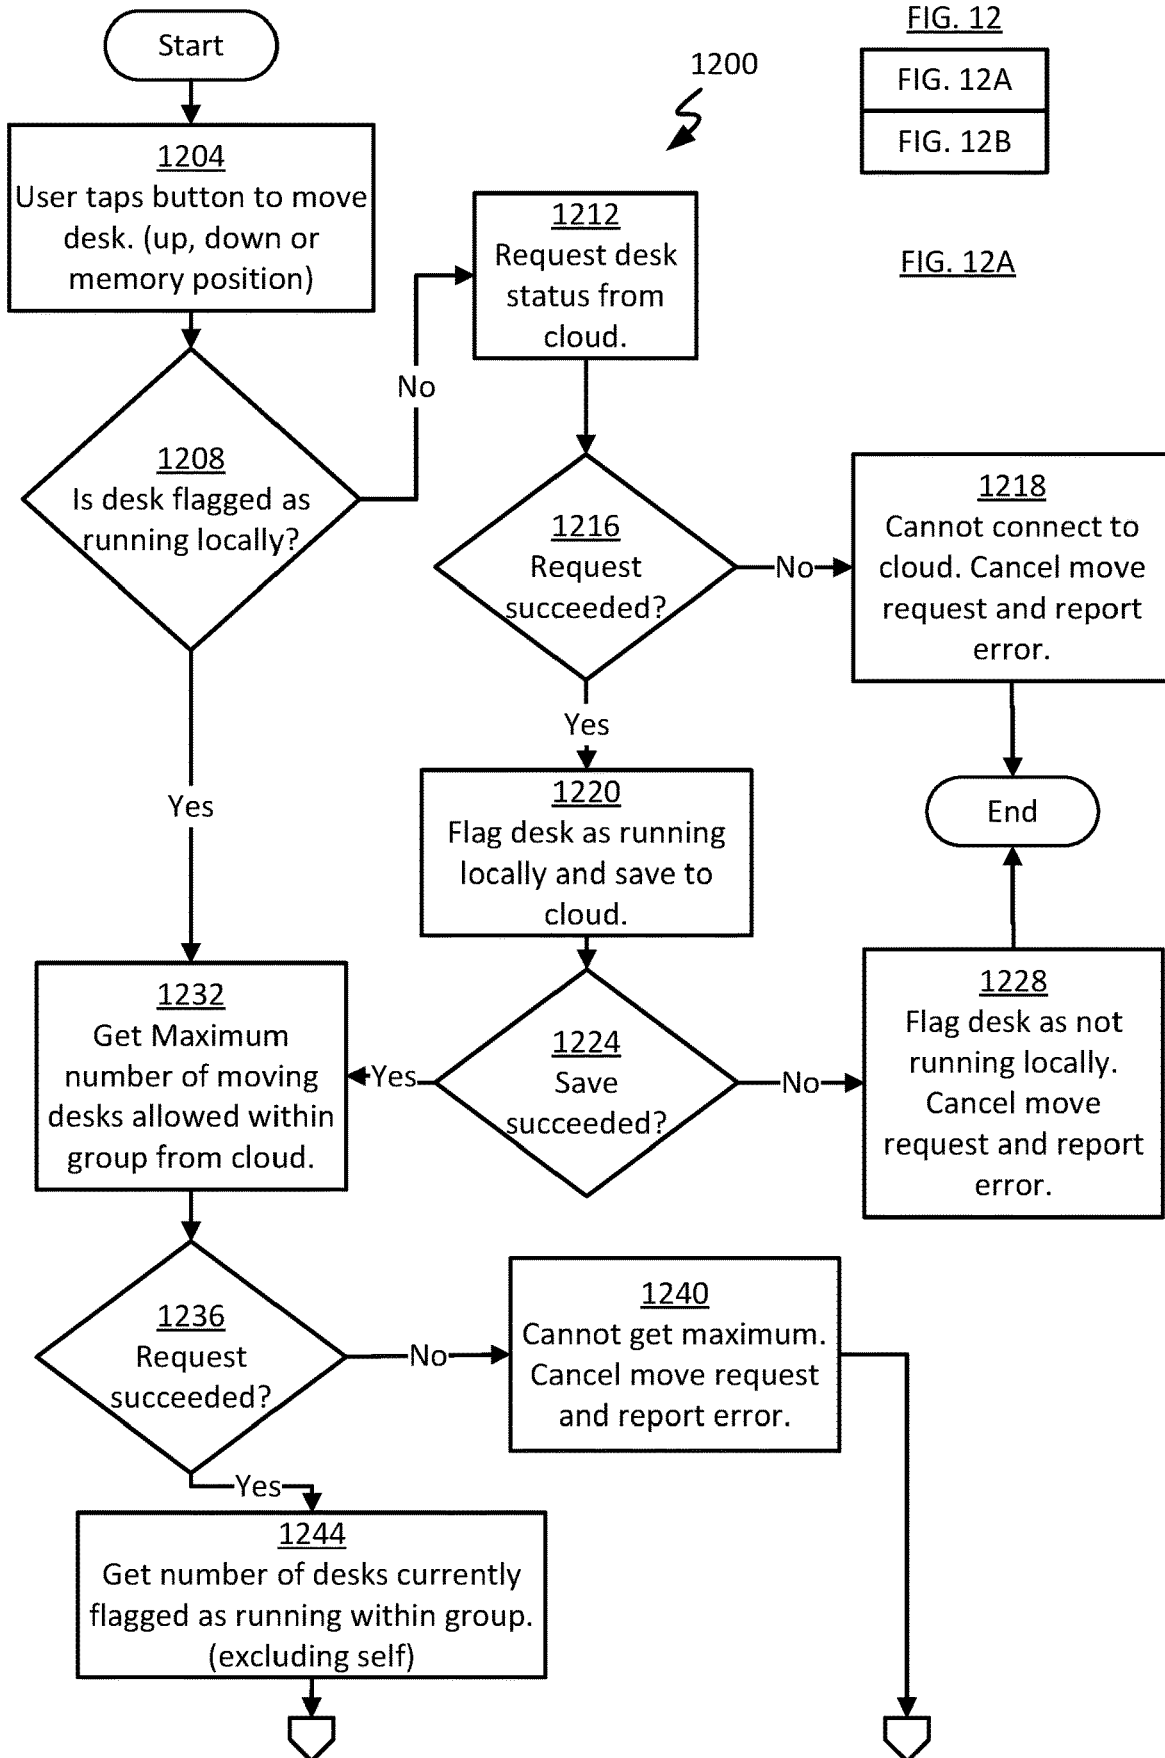 FIG. 12
FIG. 12A
FIG. 12B
FIG. 12A
1200
Start
1204
User taps button to move
desk. (up, down or
memory position)
1208
Is desk flagged as
running locally?
No
Yes
1212
Request desk
status from
cloud.
1216
Request
succeeded?
No
1218
Cannot connect to
cloud. Cancel move
request and report
error.
Yes
1220
Flag desk as running
locally and save to
cloud.
End
1224
Save
succeeded?
Yes
No
1228
Flag desk as not
running locally.
Cancel move
request and report
error.
1232
Get Maximum
number of moving
desks allowed within
group from cloud.
1236
Request
succeeded?
No
1240
Cannot get maximum.
Cancel move request
and report error.
Yes
1244
Get number of desks currently
flagged as running within group.
(excluding self)